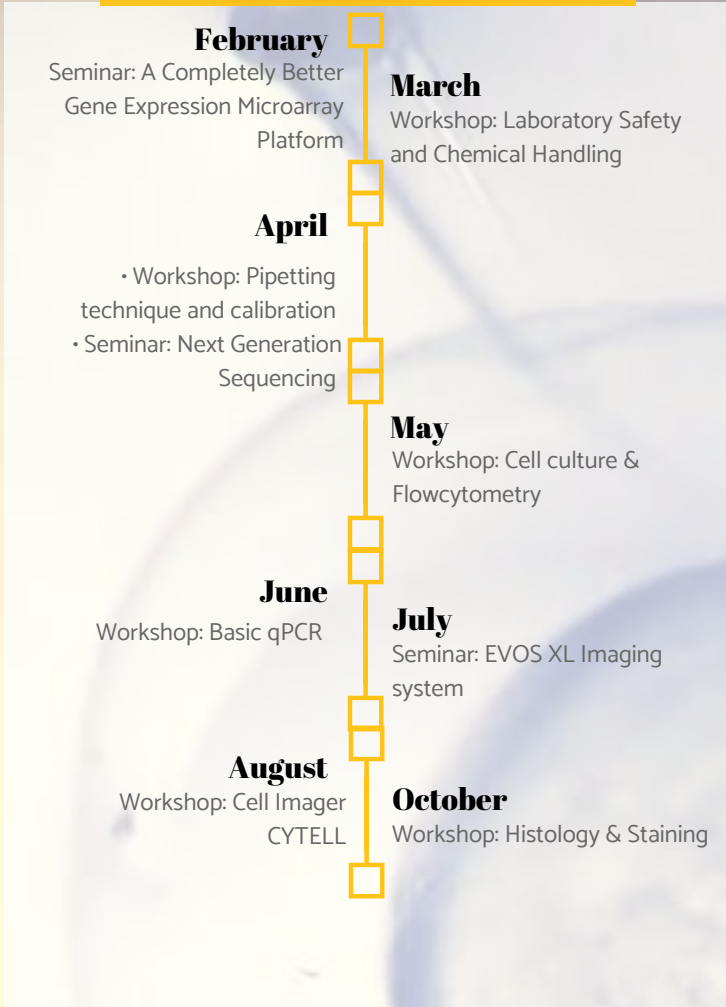 February
Seminar: A Completely Better
Gene Expression Microarray
Platform
March
Workshop: Laboratory Safety
and Chemical Handling
April
• Workshop: Pipetting
technique and calibration
• Seminar: Next Generation
Sequencing
May
Workshop: Cell culture &
Flowcytometry
June
Workshop: Basic qPCR
July
Seminar: EVOS XL Imaging
system
August
Workshop: Cell Imager
CYTELL
October
Workshop: Histology & Staining